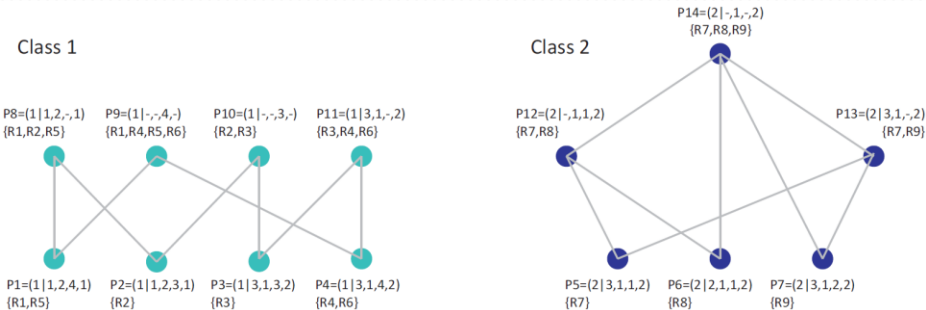 P14=(2|-,1,-,2)
{R7,R8,R9}
Class 1
Class 2
P8=(1|1,2,-,1)
{R1,R2,R5}
P9=(1|-,-,4,-)
{R1,R4,R5,R6}
P10=(1|-,-,3,-)
{R2,R3}
P11=(1|3,1,-,2)
{R3,R4,R6}
P12=(2|-,1,1,2)
{R7,R8}
P13=(2|3,1,-,2)
{R7,R9}
P1=(1|1,2,4,1)
{R1,R5}
P2=(1|1,2,3,1)
{R2}
P3=(1|3,1,3,2)
{R3}
P4=(1|3,1,4,2)
{R4,R6}
P5=(2|3,1,1,2)
{R7}
P6=(2|2,1,1,2)
{R8}
P7=(2|3,1,2,2)
{R9}